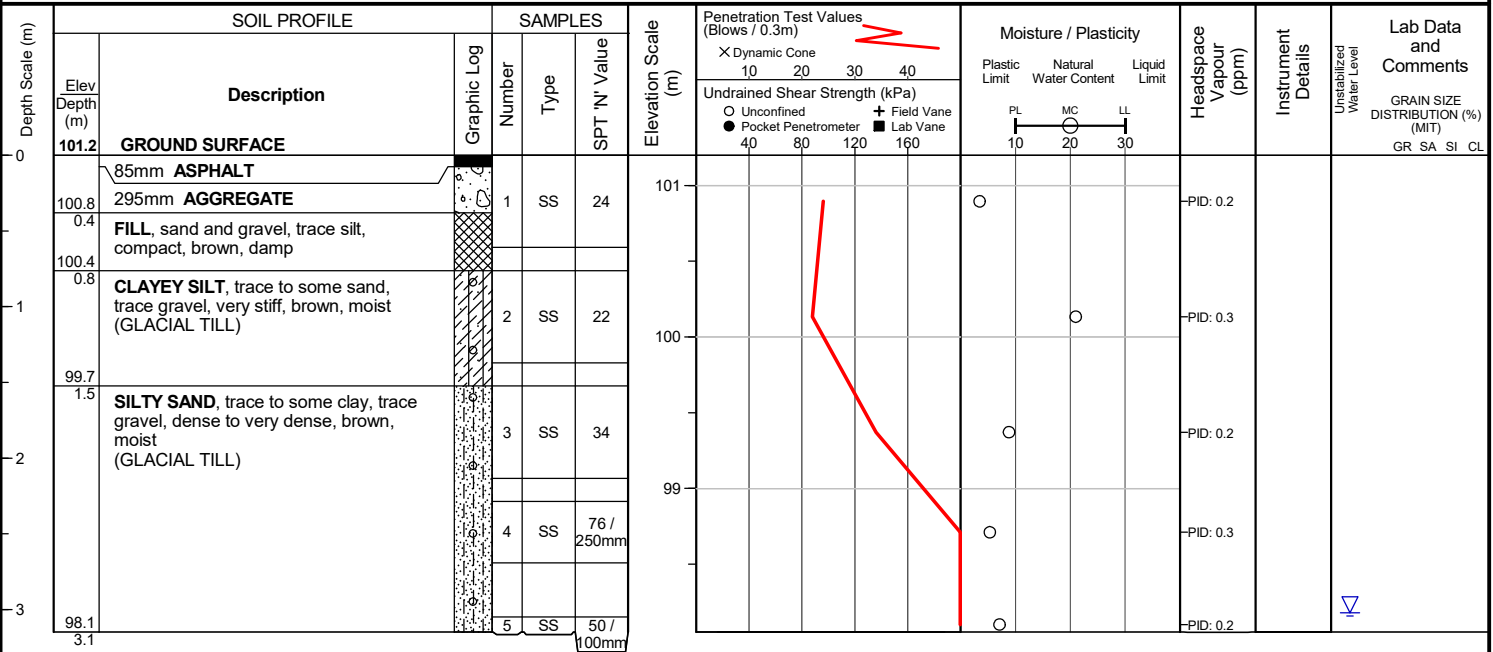 SOIL PROFILE
SAMPLES
Depth Scale (m)
Elev
Depth
(m)
Description
Graphic Log
Number
Type
SPT 'N' Value
Elevation Scale
(m)
Penetration Test Values
(Blows / 0.3m)
× Dynamic Cone
10 20 30 40
Undrained Shear Strength (kPa)
Unconfined
+ Field Vane
Pocket Penetrometer
Lab Vane
40 80 120 160
Moisture / Plasticity
Plastic
Limit
Natural
Water Content
Liquid
Limit
PL MC LL
10 20 30
Headspace
Vapour
(ppm)
Instrument
Details
Unstabilized
Water Level
Lab Data
and
Comments
GRAIN SIZE
DISTRIBUTION (%)
(MIT)
GR SA SI CL
101.2 GROUND SURFACE
0
85mm ASPHALT
295mm AGGREGATE
100.8
0.4
1 SS 24
101
PID: 0.2
FILL, sand and gravel, trace silt,
compact, brown, damp
100.4
0.8
CLAYEY SILT, trace to some sand,
trace gravel, very stiff, brown, moist
(GLACIAL TILL)
1
2 SS 22
100
PID: 0.3
99.7
1.5
SILTY SAND, trace to some clay, trace
gravel, dense to very dense, brown,
moist
(GLACIAL TILL)
3 SS 34
PID: 0.2
2
99
4 SS 76 /
250mm
PID: 0.3
3
98.1
3.1
5 SS 50 /
100mm
PID: 0.2